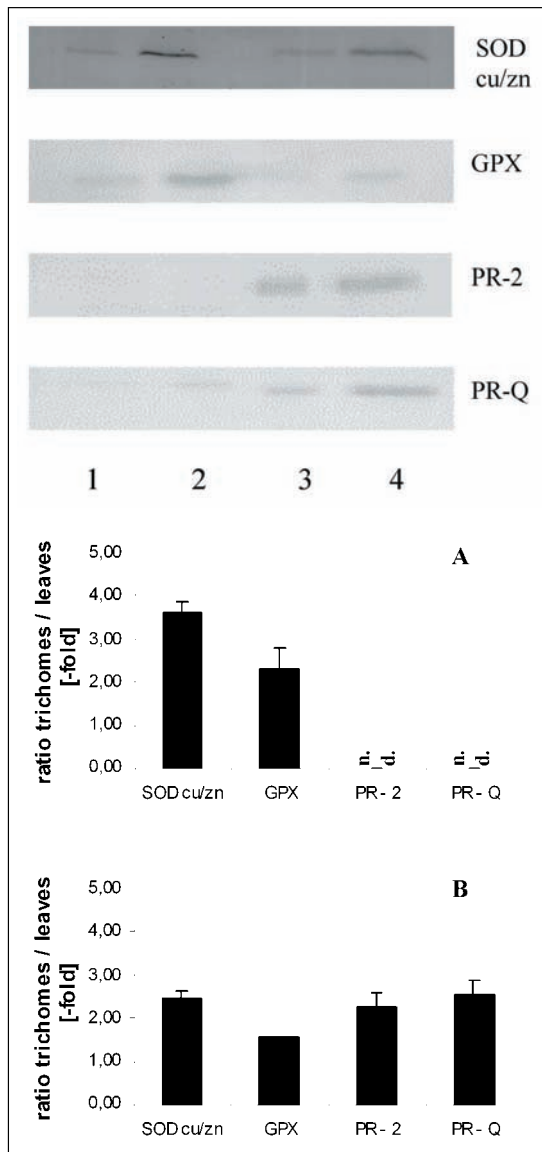 SOD
cu/zn
GPX
PR-2
PR-Q
1 2 3 4
A
ratio trichomes / leaves
[-fold]
5,00
4,00
3,00
2,00
1,00
0,00
n. d. n. d.
SOD cu/zn GPX PR- 2 PR- Q
B
ratio trichomes / leaves
[-fold]
5,00
4,00
3,00
2,00
1,00
0,00
SOD cu/zn GPX PR- 2 PR- Q